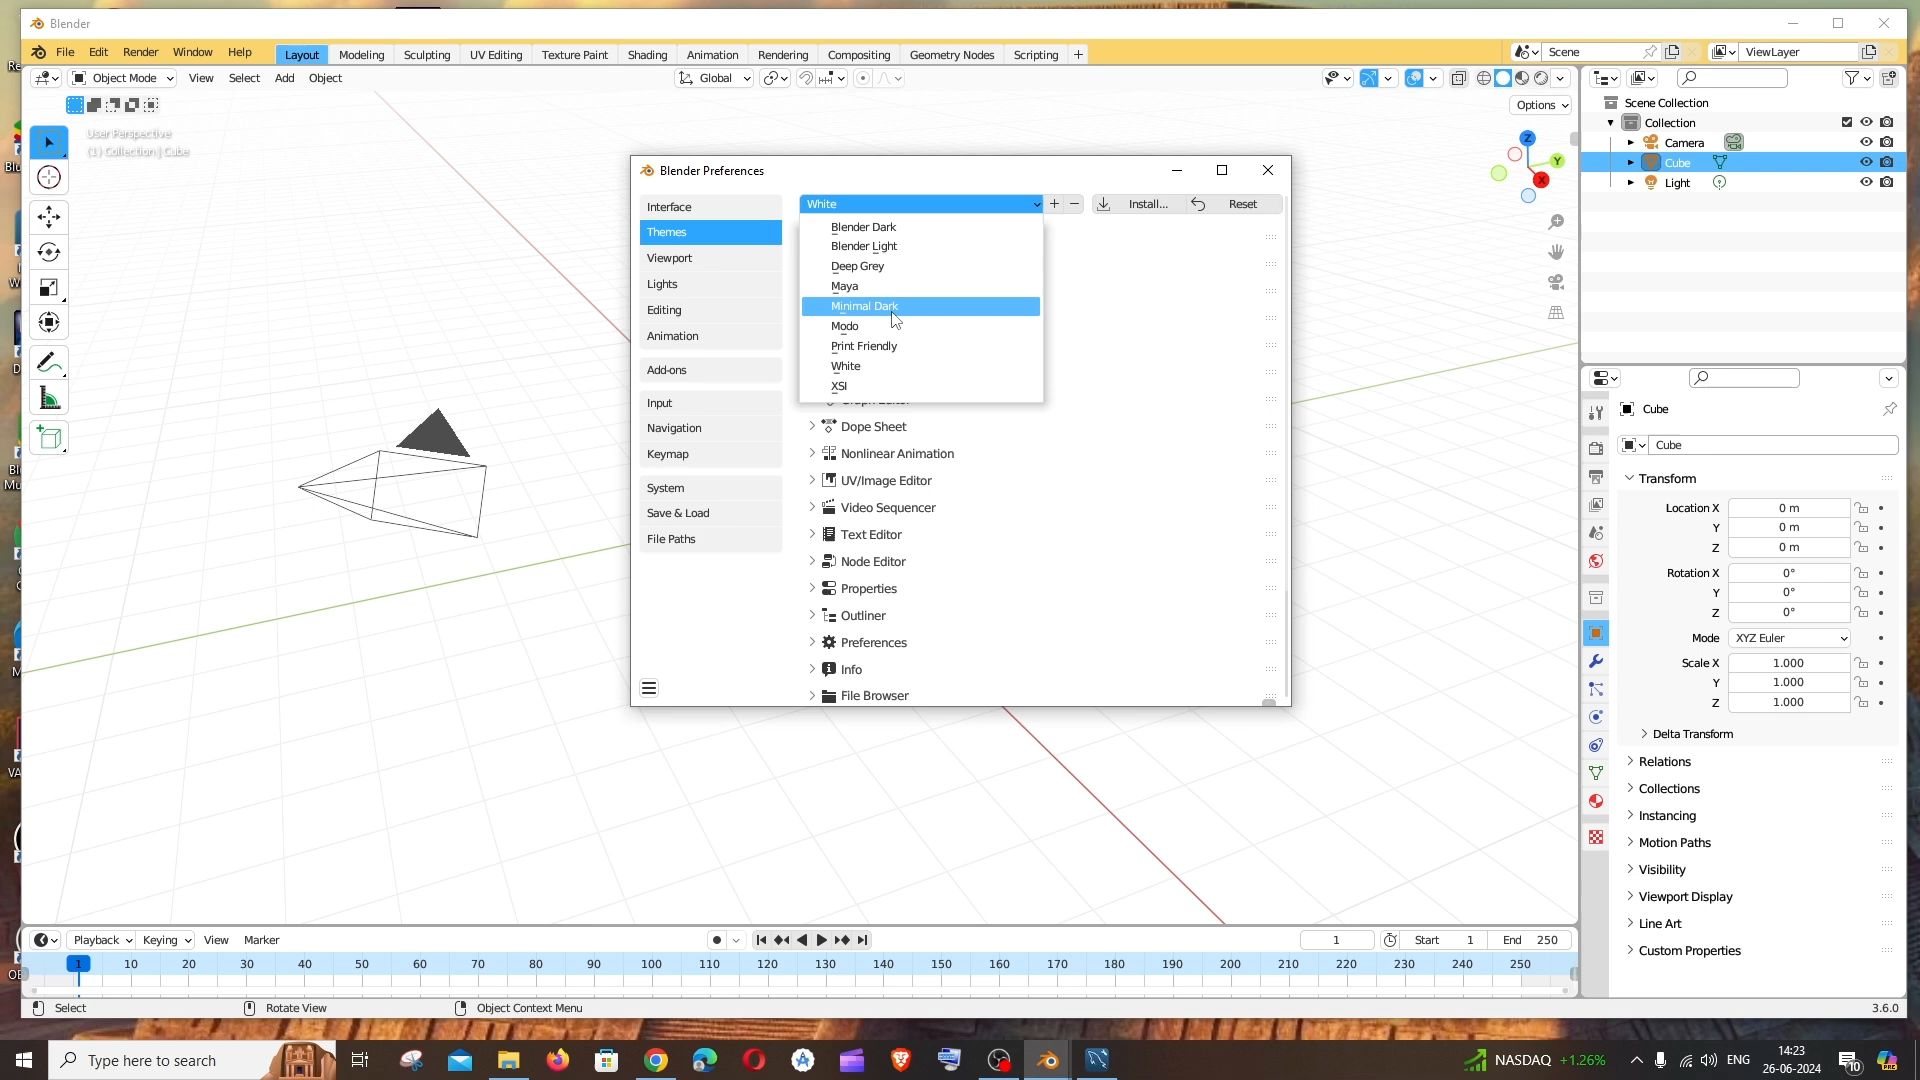 Blender
File Edit Render Window Help Layout Modeling Sculpting UV Editing Texture Paint Shading Animation Rendering Compositing Geometry Nodes Scripting + Scene ViewLayer
Object Mode View Select Add Object Global
Options
User Perspective
(1) Collection | Cube
Z
Y
X
Scene Collection
Collection
Camera
Cube
Light
Blender Preferences
Interface
Themes
Viewport
Lights
Editing
Animation
Add-ons
Input
Navigation
Keymap
System
Save & Load
File Paths
White Install... Reset
Blender Dark
Blender Light
Deep Grey
Maya
Minimal Dark
Modo
Print Friendly
White
XSI
Graph Editor
Dope Sheet
Nonlinear Animation
UV/Image Editor
Video Sequencer
Text Editor
Node Editor
Properties
Outliner
Preferences
Info
File Browser
Cube
Cube
Transform
Location X 0 m
Y 0 m
Z 0 m
Rotation X 0°
Y 0°
Z 0°
Mode XYZ Euler
Scale X 1.000
Y 1.000
Z 1.000
Delta Transform
Relations
Collections
Instancing
Motion Paths
Visibility
Viewport Display
Line Art
Custom Properties
Playback Keying View Marker 1 Start 1 End 250
1 10 20 30 40 50 60 70 80 90 100 110 120 130 140 150 160 170 180 190 200 210 220 230 240 250
Select Rotate View Object Context Menu 3.6.0
Type here to search NASDAQ +1.26% ENG 14:23
26-06-2024
10